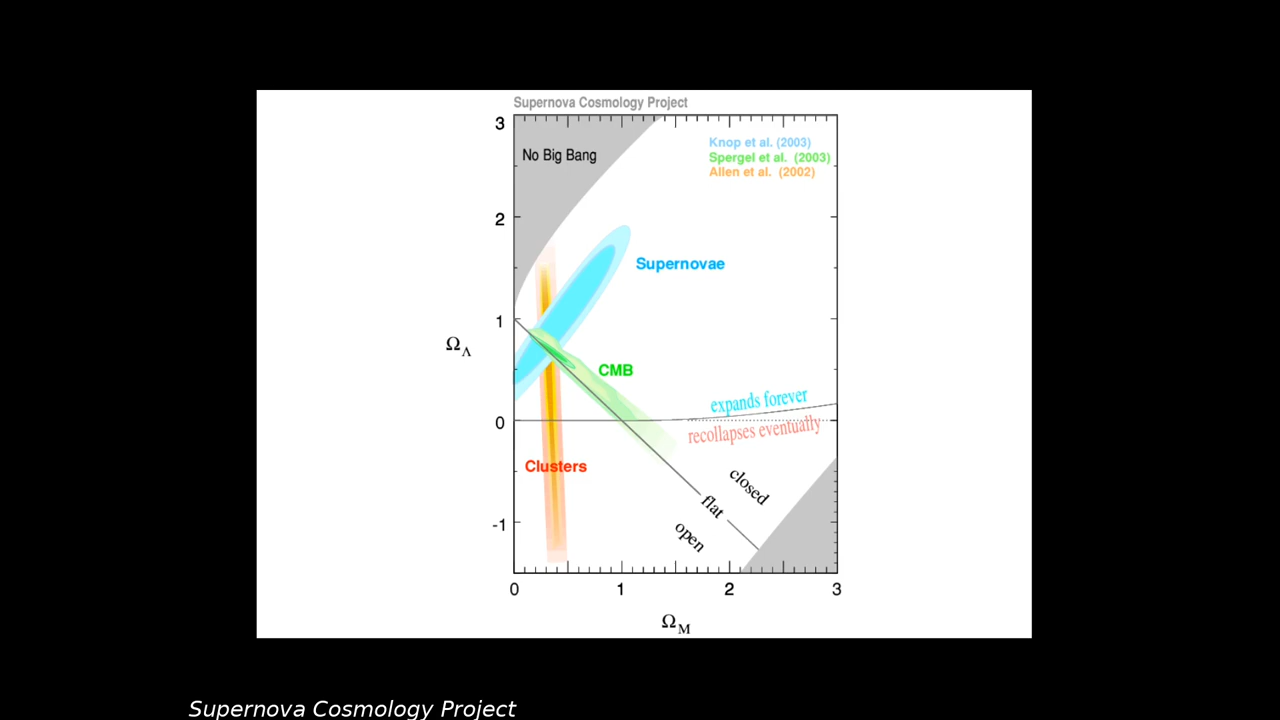 Supernova Cosmology Project
3
No Big Bang
Knop et al. (2003)
Spergel et al. (2003)
Allen et al. (2002)
2
Supernovae
1
Ω Λ
CMB
expands forever
0
recollapses eventually
Clusters
closed
flat
-1
open
0 1 2 3
Ω M
Supernova Cosmology Project